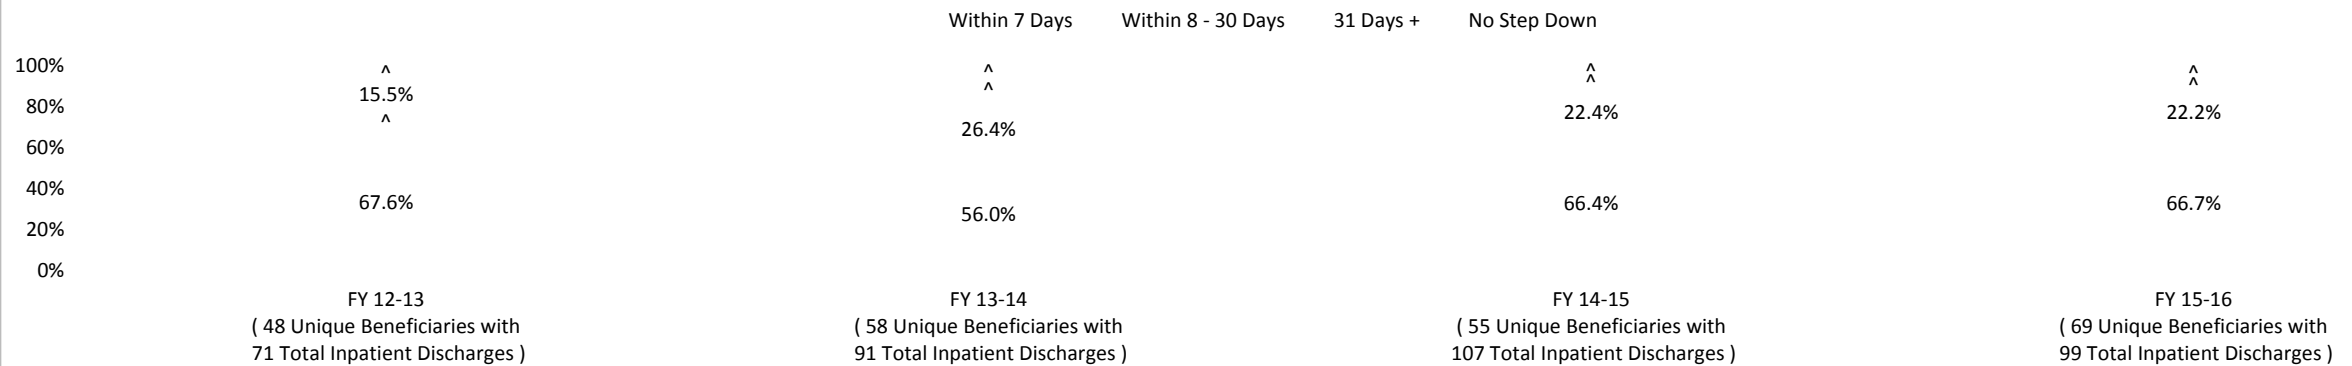 Within 7 Days Within 8 - 30 Days 31 Days + No Step Down
100%
80%
60%
40%
20%
0%
^
15.5%
^
67.6%
^
^
26.4%
56.0%
^
^
22.4%
66.4%
^
^
22.2%
66.7%
FY 12-13
( 48 Unique Beneficiaries with
71 Total Inpatient Discharges )
FY 13-14
( 58 Unique Beneficiaries with
91 Total Inpatient Discharges )
FY 14-15
( 55 Unique Beneficiaries with
107 Total Inpatient Discharges )
FY 15-16
( 69 Unique Beneficiaries with
99 Total Inpatient Discharges )